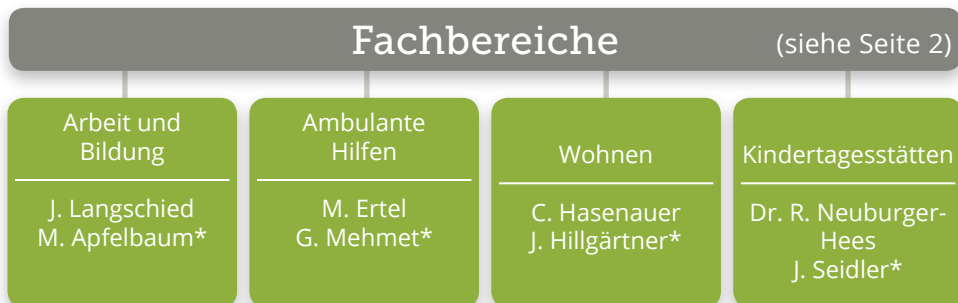 Fachbereiche (siehe Seite 2)
Arbeit und
Bildung
J. Langschied
M. Apfelbaum*
Ambulante
Hilfen
M. Ertel
G. Mehmet*
Wohnen
C. Hasenauer
J. Hillgärtner*
Kindertagesstätten
Dr. R. Neuburger-
Hees
J. Seidler*